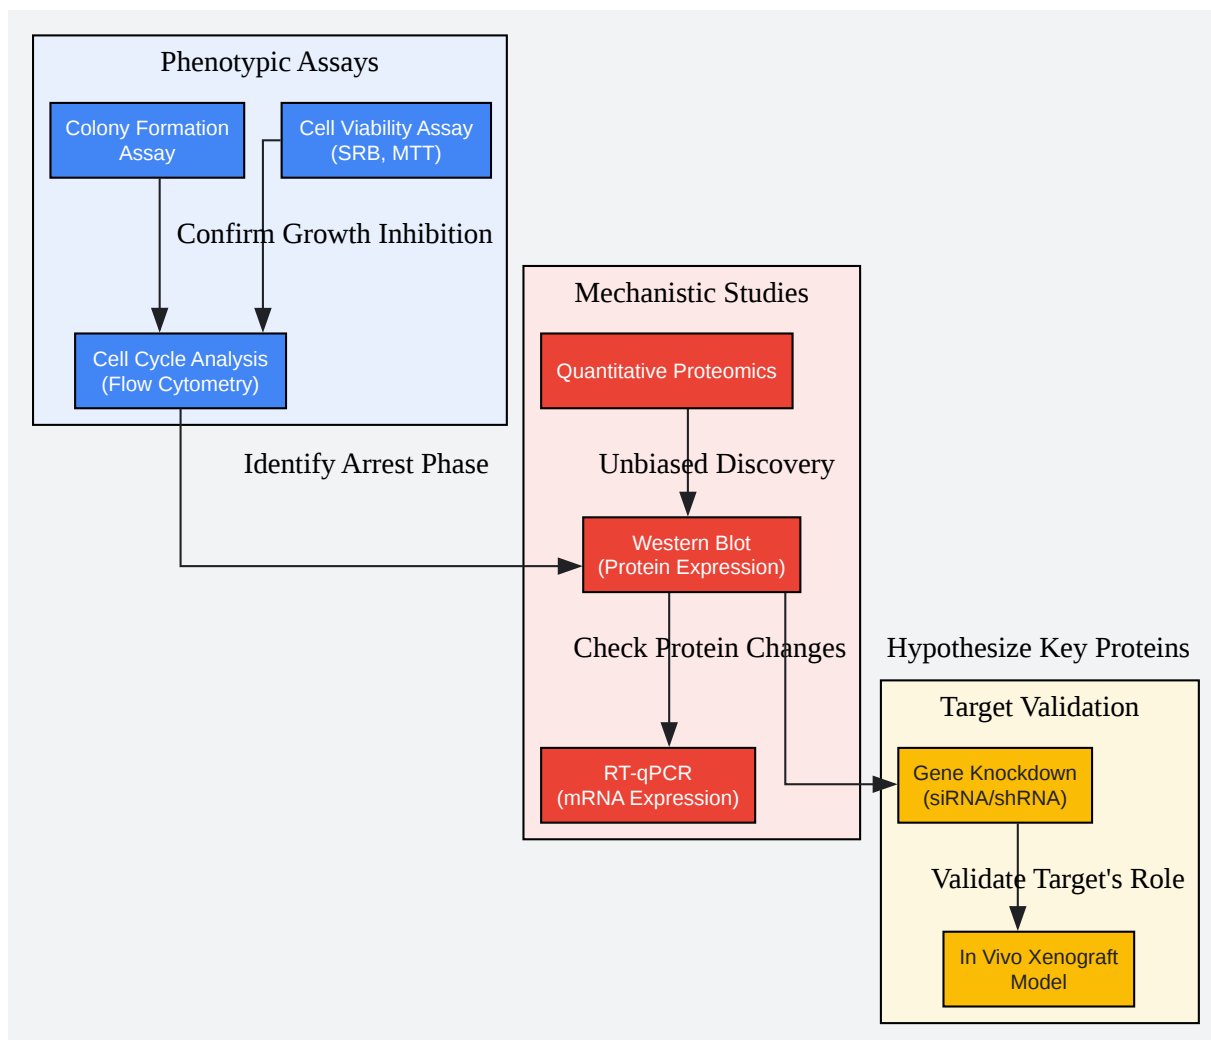 Phenotypic Assays
Colony Formation
Assay
Cell Viability Assay
(SRB, MTT)
Confirm Growth Inhibition
Cell Cycle Analysis
(Flow Cytometry)
Identify Arrest Phase
Mechanistic Studies
Quantitative Proteomics
Unbiased Discovery
Western Blot
(Protein Expression)
Check Protein Changes
RT-qPCR
(mRNA Expression)
Hypothesize Key Proteins
Target Validation
Gene Knockdown
(siRNA/shRNA)
Validate Target's Role
In Vivo Xenograft
Model